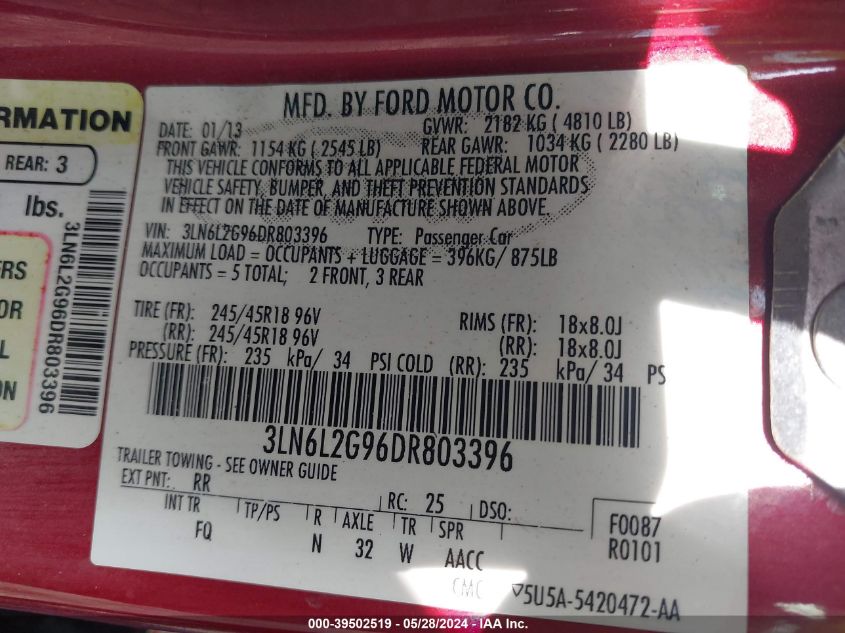 MFD. BY FORD MOTOR CO.
DATE: 01/13 GVWR: 2182 KG ( 4810 LB)
FRONT GAWR: 1154 KG ( 2545 LB) REAR GAWR: 1034 KG ( 2280 LB)
THIS VEHICLE CONFORMS TO ALL APPLICABLE FEDERAL MOTOR
VEHICLE SAFETY, BUMPER, AND THEFT PREVENTION STANDARDS
IN EFFECT ON THE DATE OF MANUFACTURE SHOWN ABOVE.
VIN: 3LN6L2G96DR803396 TYPE: Passenger Car
MAXIMUM LOAD = OCCUPANTS + LUGGAGE = 396KG/ 875LB
OCCUPANTS = 5 TOTAL; 2 FRONT, 3 REAR
TIRE (FR): 245/45R18 96V RIMS (FR): 18x8.0J
(RR): 245/45R18 96V (RR): 18x8.0J
PRESSURE (FR): 235 kPa/ 34 PSI COLD (RR): 235 kPa/ 34 PS
3LN6L2G96DR803396
TRAILER TOWING - SEE OWNER GUIDE
EXT PNT: RR RC: 25 DSO:
INT TR TP/PS R AXLE TR SPR F0087
FQ N 32 W AACC R0101
CMC ▽5U5A-5420472-AA
RMATION
REAR: 3
lbs.
3LN6L2G96DR803396
ERS
OR
L
ON
000-39502519 - 05/28/2024 - IAA Inc.